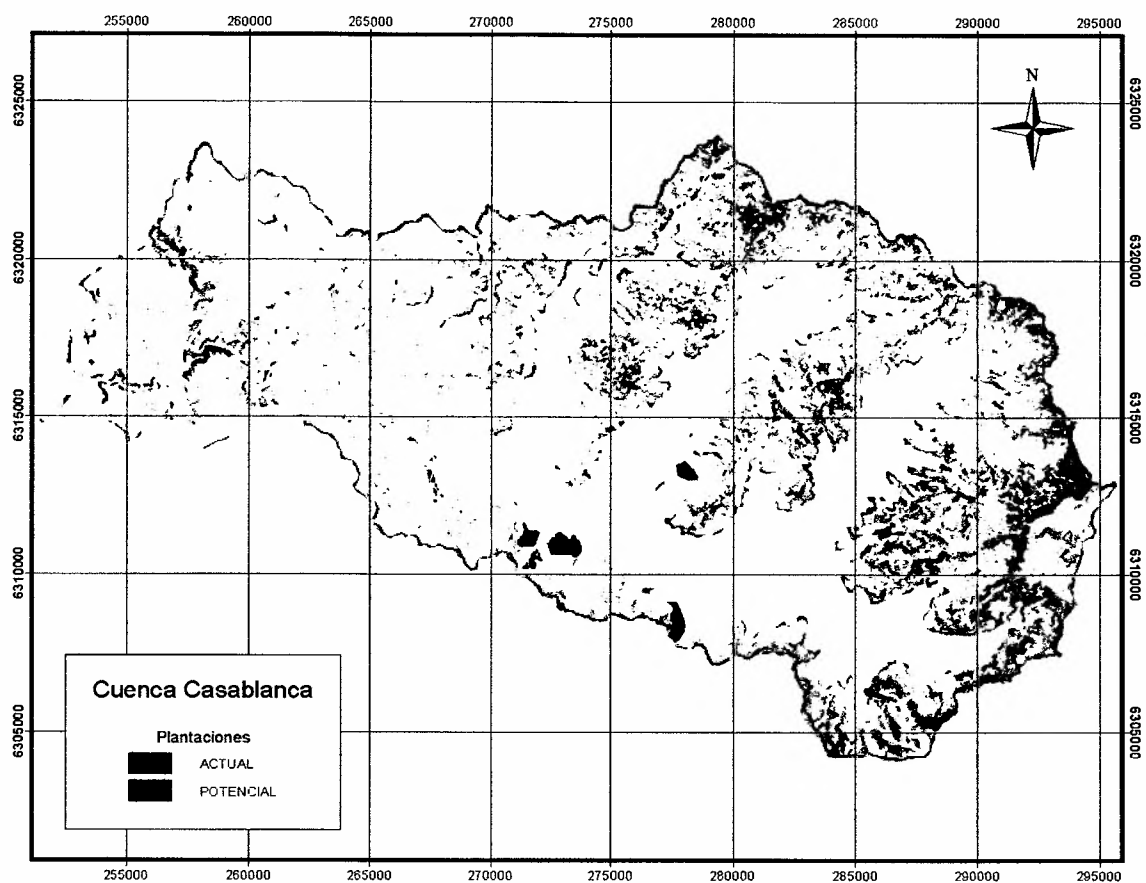 255000 260000 265000 270000 275000 280000 285000 290000 295000
N
6325000 6325000
6320000 6320000
6315000 6315000
6310000 6310000
6305000 6305000
Cuenca Casablanca
Plantaciones
ACTUAL
POTENCIAL
255000 260000 265000 270000 275000 280000 285000 290000 295000